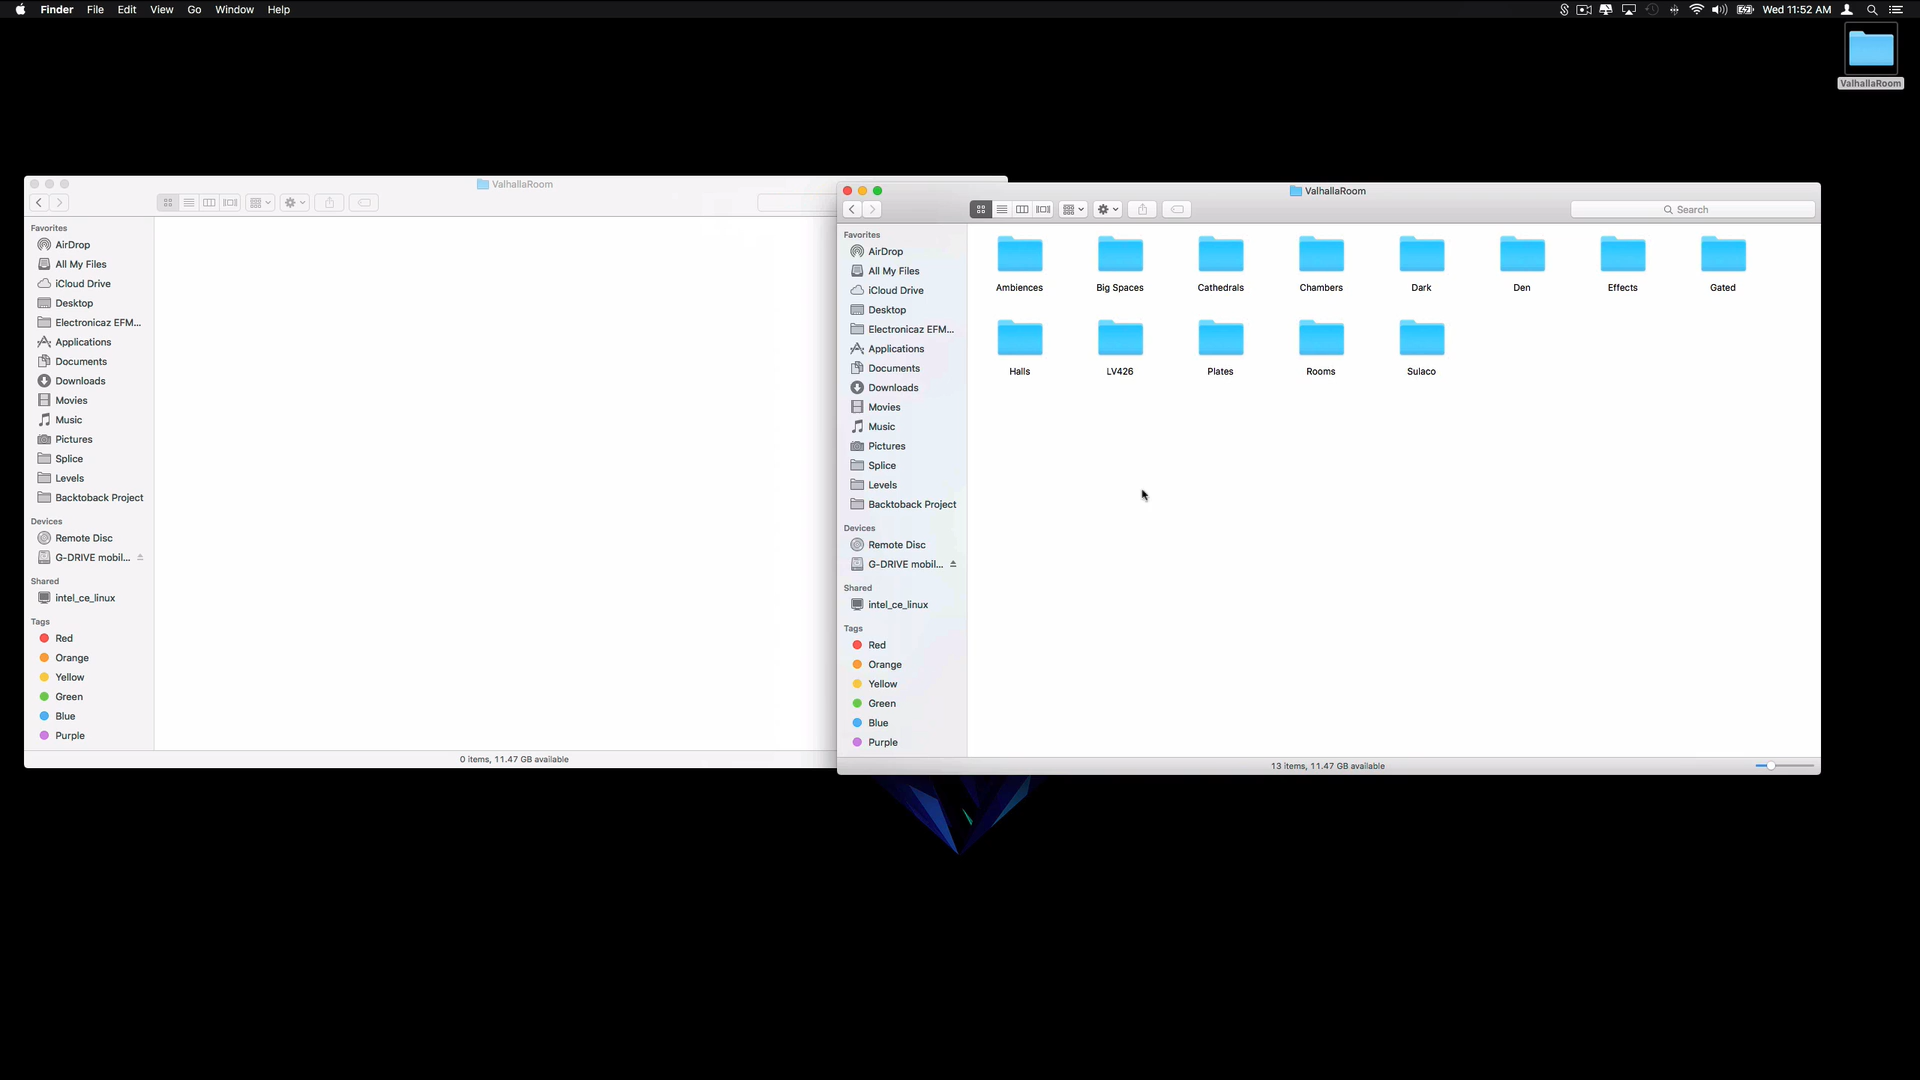 Finder File Edit View Go Window Help
Wed 11:52 AM
ValhallaRoom
ValhallaRoom
Favorites
AirDrop
All My Files
iCloud Drive
Desktop
Electronicaz EFM...
Applications
Documents
Downloads
Movies
Music
Pictures
Splice
Levels
Backtoback Project
Devices
Remote Disc
G-DRIVE mobil...
Shared
intel_ce_linux
Tags
Red
Orange
Yellow
Green
Blue
Purple
0 items, 11.47 GB available
ValhallaRoom
Search
Favorites
AirDrop
All My Files
iCloud Drive
Desktop
Electronicaz EFM...
Applications
Documents
Downloads
Movies
Music
Pictures
Splice
Levels
Backtoback Project
Devices
Remote Disc
G-DRIVE mobil...
Shared
intel_ce_linux
Tags
Red
Orange
Yellow
Green
Blue
Purple
Ambiences Big Spaces Cathedrals Chambers Dark Den Effects Gated
Halls LV426 Plates Rooms Sulaco
13 items, 11.47 GB available